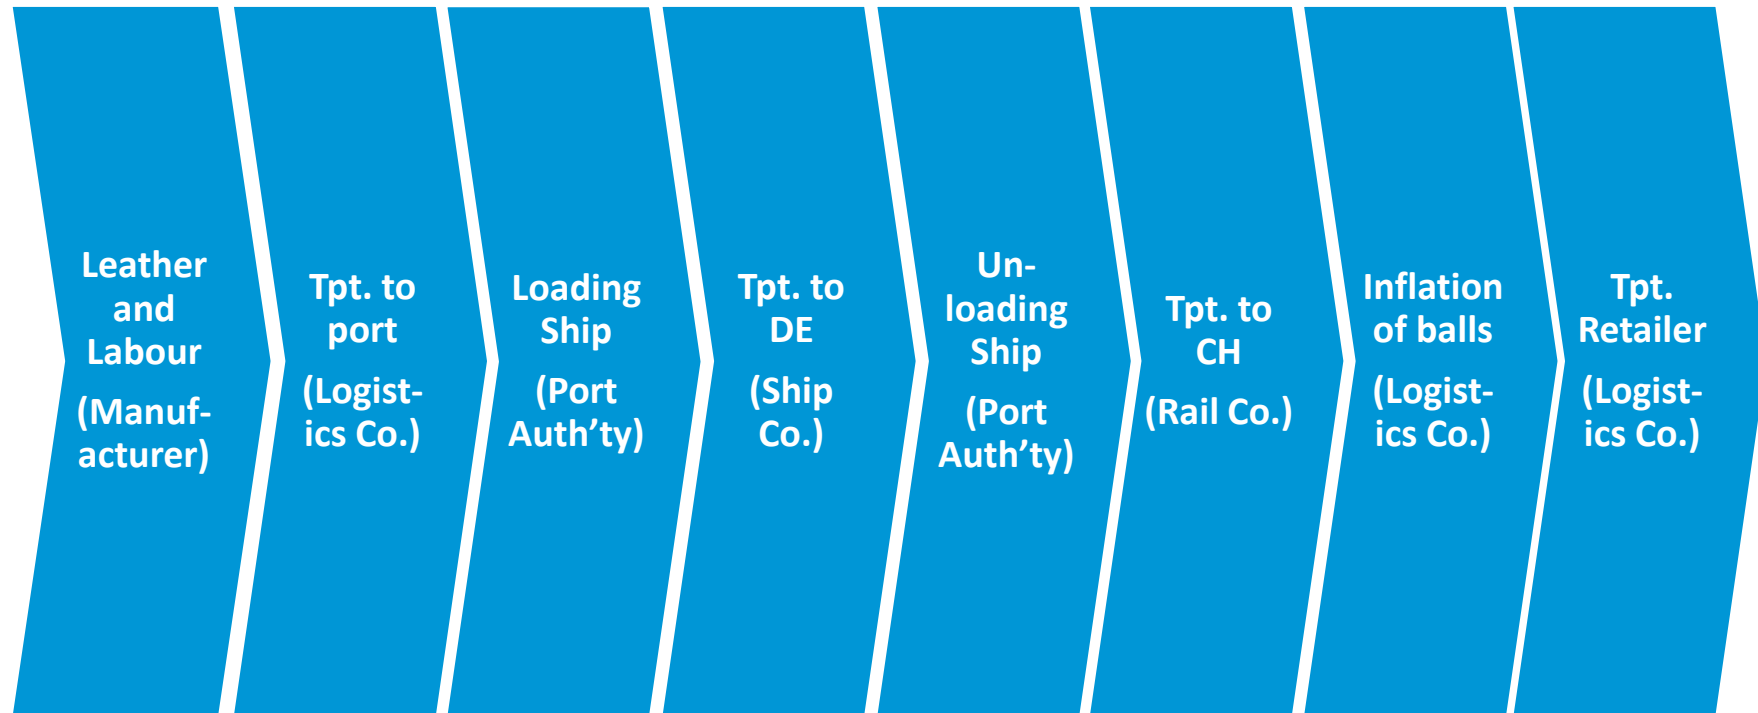 Leather
and
Labour
(Manuf-
acturer)
Tpt. to
port
(Logist-
ics Co.)
Loading
Ship
(Port
Auth’ty)
Tpt. to
DE
(Ship
Co.)
Un-
loading
Ship
(Port
Auth’ty)
Tpt. to
CH
(Rail Co.)
Inflation
of balls
(Logist-
ics Co.)
Tpt.
Retailer
(Logist-
ics Co.)